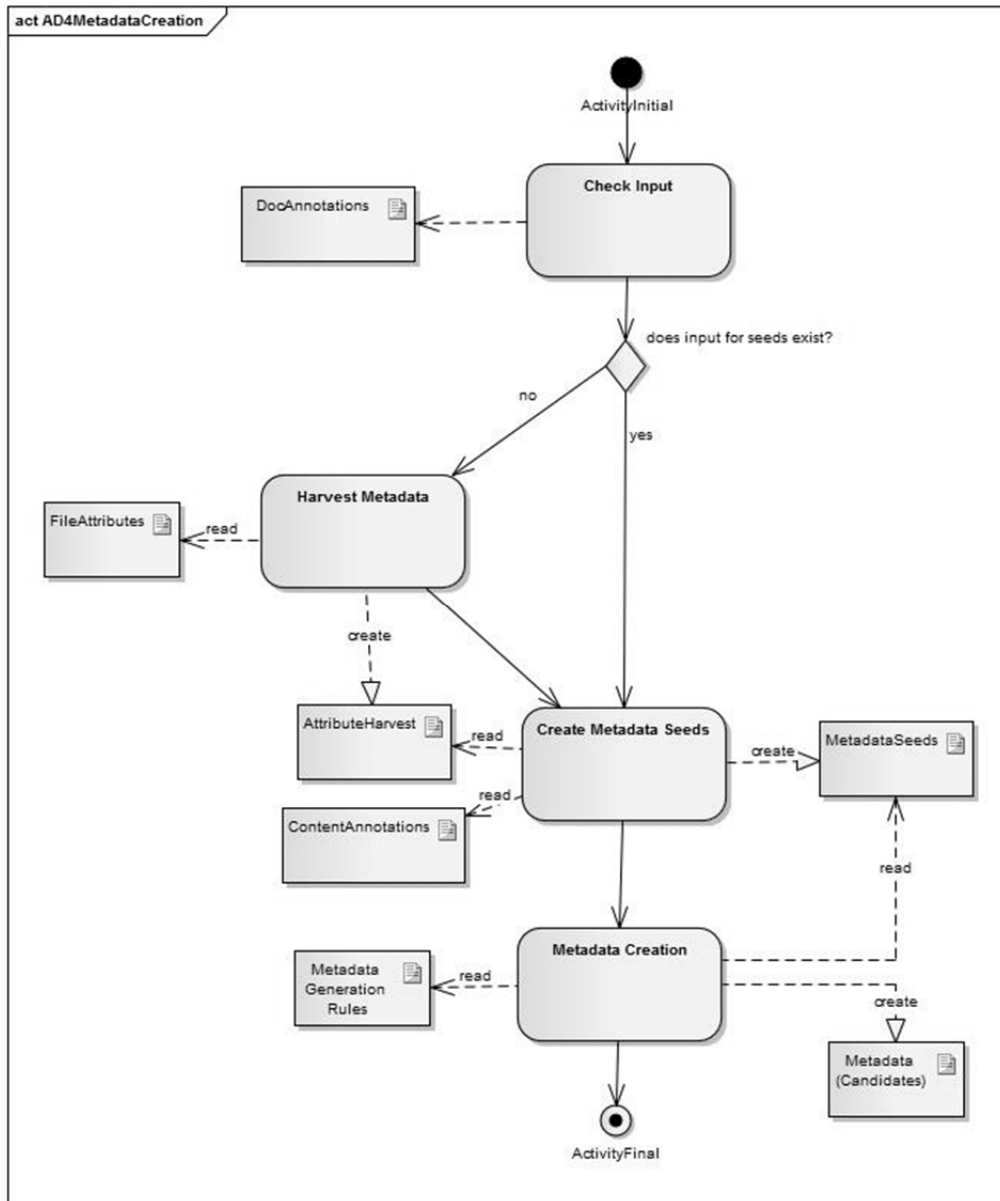 act AD4MetadataCreation
ActivityInitial
Check Input
DocAnnotations
does input for seeds exist?
no
yes
Harvest Metadata
FileAttributes
read
create
AttributeHarvest
read
Create Metadata Seeds
create
MetadataSeeds
read
ContentAnnotations
read
Metadata Creation
Metadata
Generation
Rules
read
create
Metadata
(Candidates)
ActivityFinal